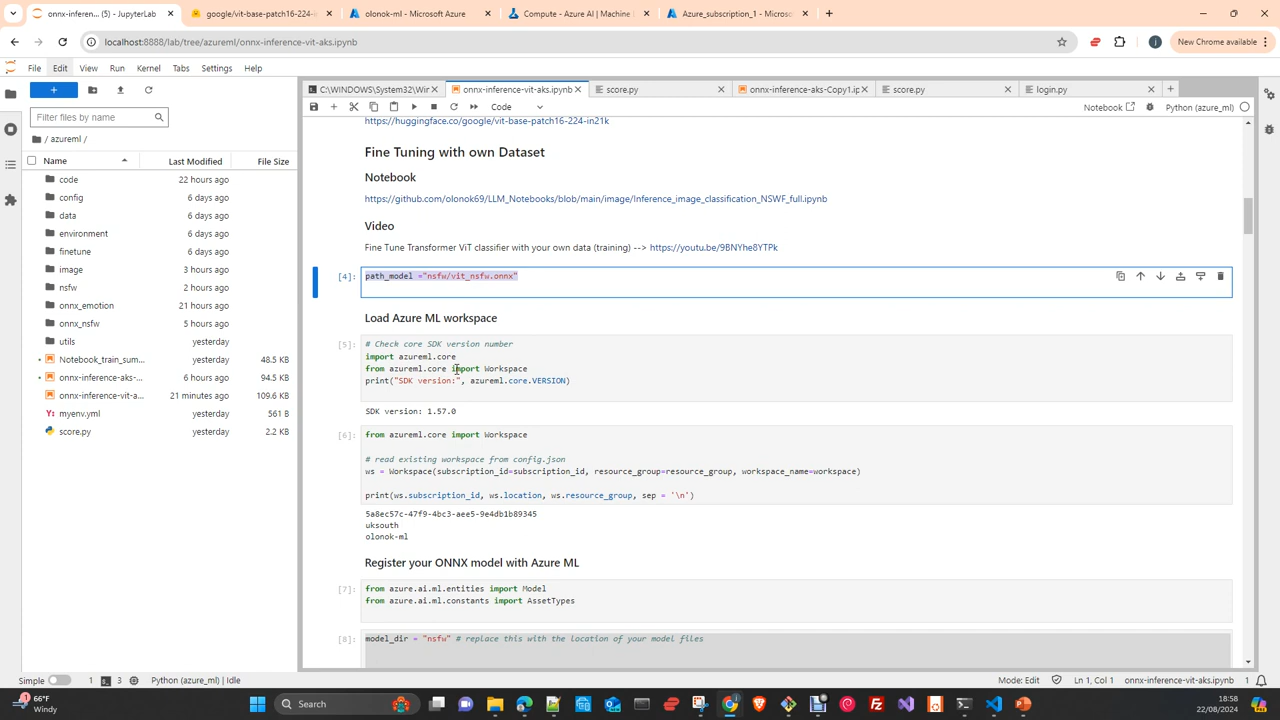 onnx-inferen... (5) - JupyterLab
google/vit-base-patch16-224-i
olonok-ml - Microsoft Azure
Compute - Azure AI | Machine
Azure_subscription_1 - Microso
localhost:8888/lab/tree/azureml/onnx-inference-vit-aks.ipynb
New Chrome available
File Edit View Run Kernel Tabs Settings Help
C:\WINDOWS\System32\Wir
onnx-inference-vit-aks.ipynb
score.py
onnx-inference-aks-Copy1.ip
score.py
login.py
Code
Notebook
Python (azure_ml)
Filter files by name
/ azureml /
Name Last Modified File Size
code 22 hours ago
config 6 days ago
data 6 days ago
environment 6 days ago
finetune 6 days ago
image 3 hours ago
nsfw 2 hours ago
onnx_emotion 21 hours ago
onnx_nsfw 5 hours ago
utils yesterday
Notebook_train_sum... yesterday 48.5 KB
onnx-inference-aks-... 6 hours ago 94.5 KB
onnx-inference-vit-a... 21 minutes ago 109.6 KB
myenv.yml yesterday 561 B
score.py yesterday 2.2 KB
https://huggingface.co/google/vit-base-patch16-224-in21k
Fine Tuning with own Dataset
Notebook
https://github.com/olonok69/LLM_Notebooks/blob/main/image/Inference_image_classification_NSWF_full.ipynb
Video
Fine Tune Transformer ViT classifier with your own data (training) --> https://youtu.be/9BNYhe8YTPk
[4]: path_model ="nsfw/vit_nsfw.onnx"
Load Azure ML workspace
[5]: # Check core SDK version number
import azureml.core
from azureml.core import Workspace
print("SDK version:", azureml.core.VERSION)
SDK version: 1.57.0
[6]: from azureml.core import Workspace
# read existing workspace from config.json
ws = Workspace(subscription_id=subscription_id, resource_group=resource_group, workspace_name=workspace)
print(ws.subscription_id, ws.location, ws.resource_group, sep = '\n')
5a8ec57c-47f9-4bc3-aee5-9e4db1b89345
uksouth
olonok-ml
Register your ONNX model with Azure ML
[7]: from azure.ai.ml.entities import Model
from azure.ai.ml.constants import AssetTypes
[8]: model_dir = "nsfw" # replace this with the location of your model files
Simple 1 3 Python (azure_ml) | Idle
Mode: Edit Ln 1, Col 1 onnx-inference-vit-aks.ipynb 1
66°F
Windy
Search
18:58
22/08/2024